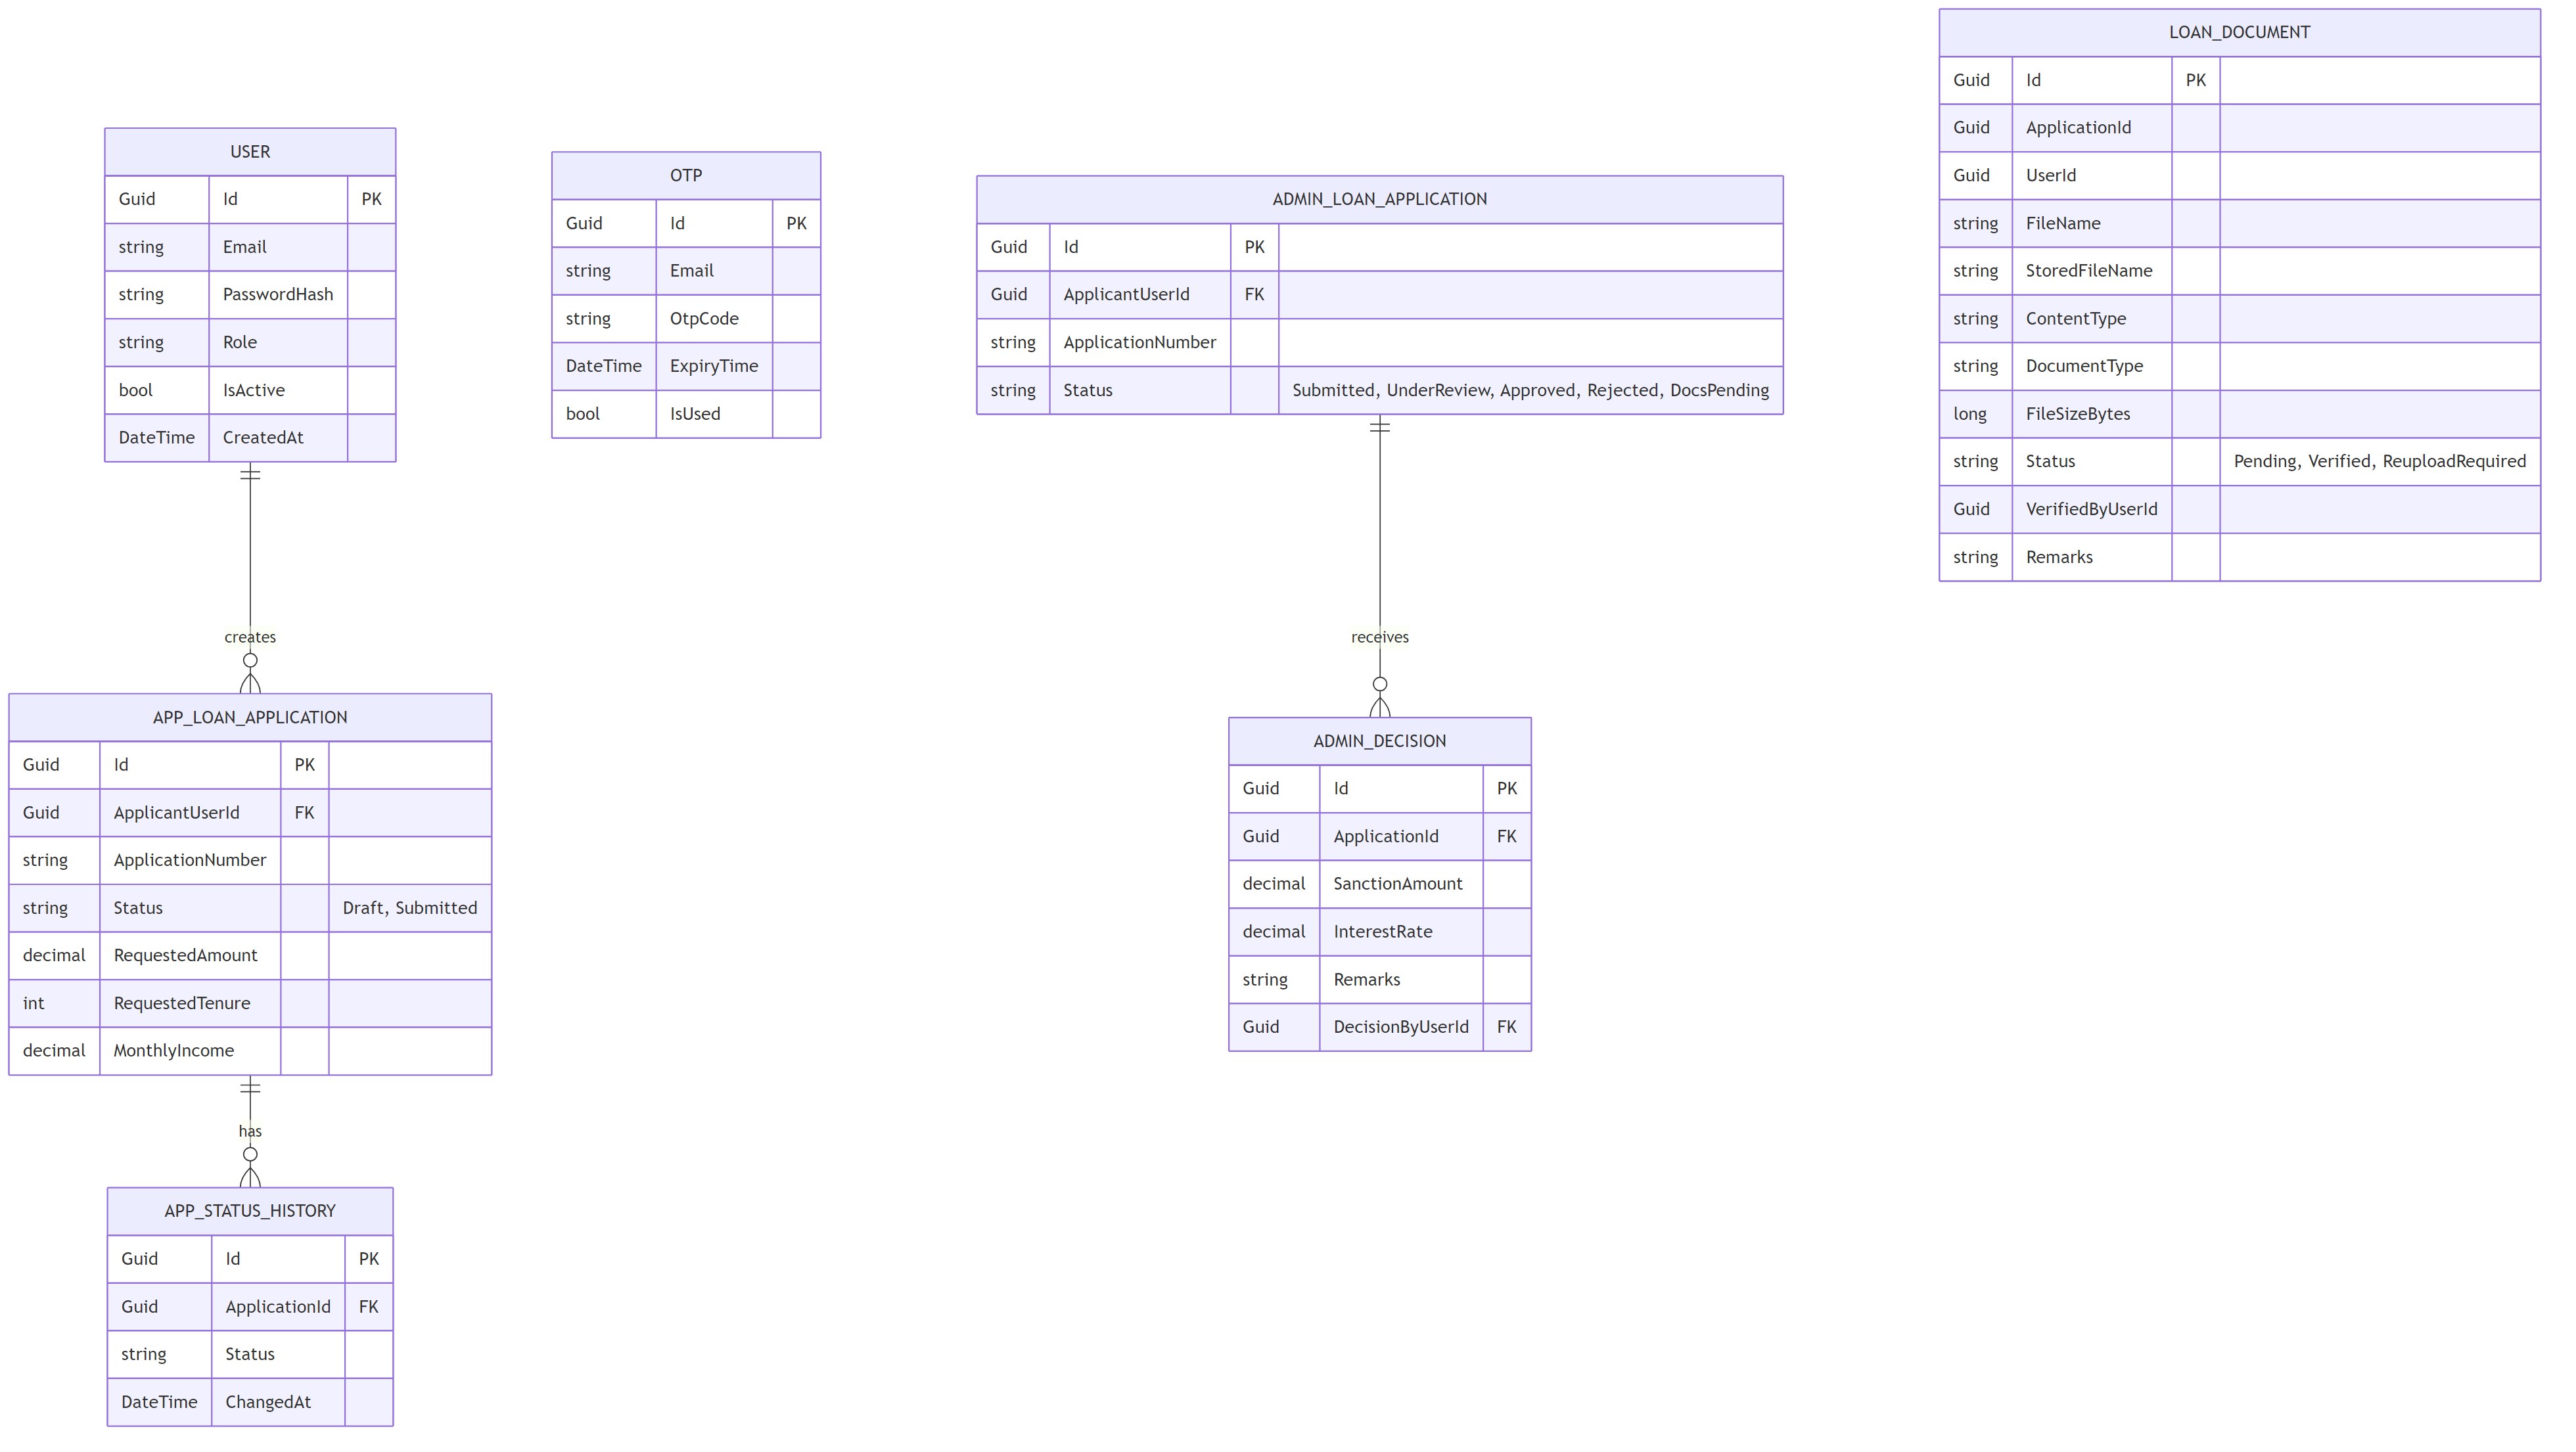 USER
Guid Id PK
string Email
string PasswordHash
string Role
bool IsActive
DateTime CreatedAt
creates
APP_LOAN_APPLICATION
Guid Id PK
Guid ApplicantUserId FK
string ApplicationNumber
string Status Draft, Submitted
decimal RequestedAmount
int RequestedTenure
decimal MonthlyIncome
has
APP_STATUS_HISTORY
Guid Id PK
Guid ApplicationId FK
string Status
DateTime ChangedAt
OTP
Guid Id PK
string Email
string OtpCode
DateTime ExpiryTime
bool IsUsed
ADMIN_LOAN_APPLICATION
Guid Id PK
Guid ApplicantUserId FK
string ApplicationNumber
string Status Submitted, UnderReview, Approved, Rejected, DocsPending
receives
ADMIN_DECISION
Guid Id PK
Guid ApplicationId FK
decimal SanctionAmount
decimal InterestRate
string Remarks
Guid DecisionByUserId FK
LOAN_DOCUMENT
Guid Id PK
Guid ApplicationId
Guid UserId
string FileName
string StoredFileName
string ContentType
string DocumentType
long FileSizeBytes
string Status Pending, Verified, ReuploadRequired
Guid VerifiedByUserId
string Remarks